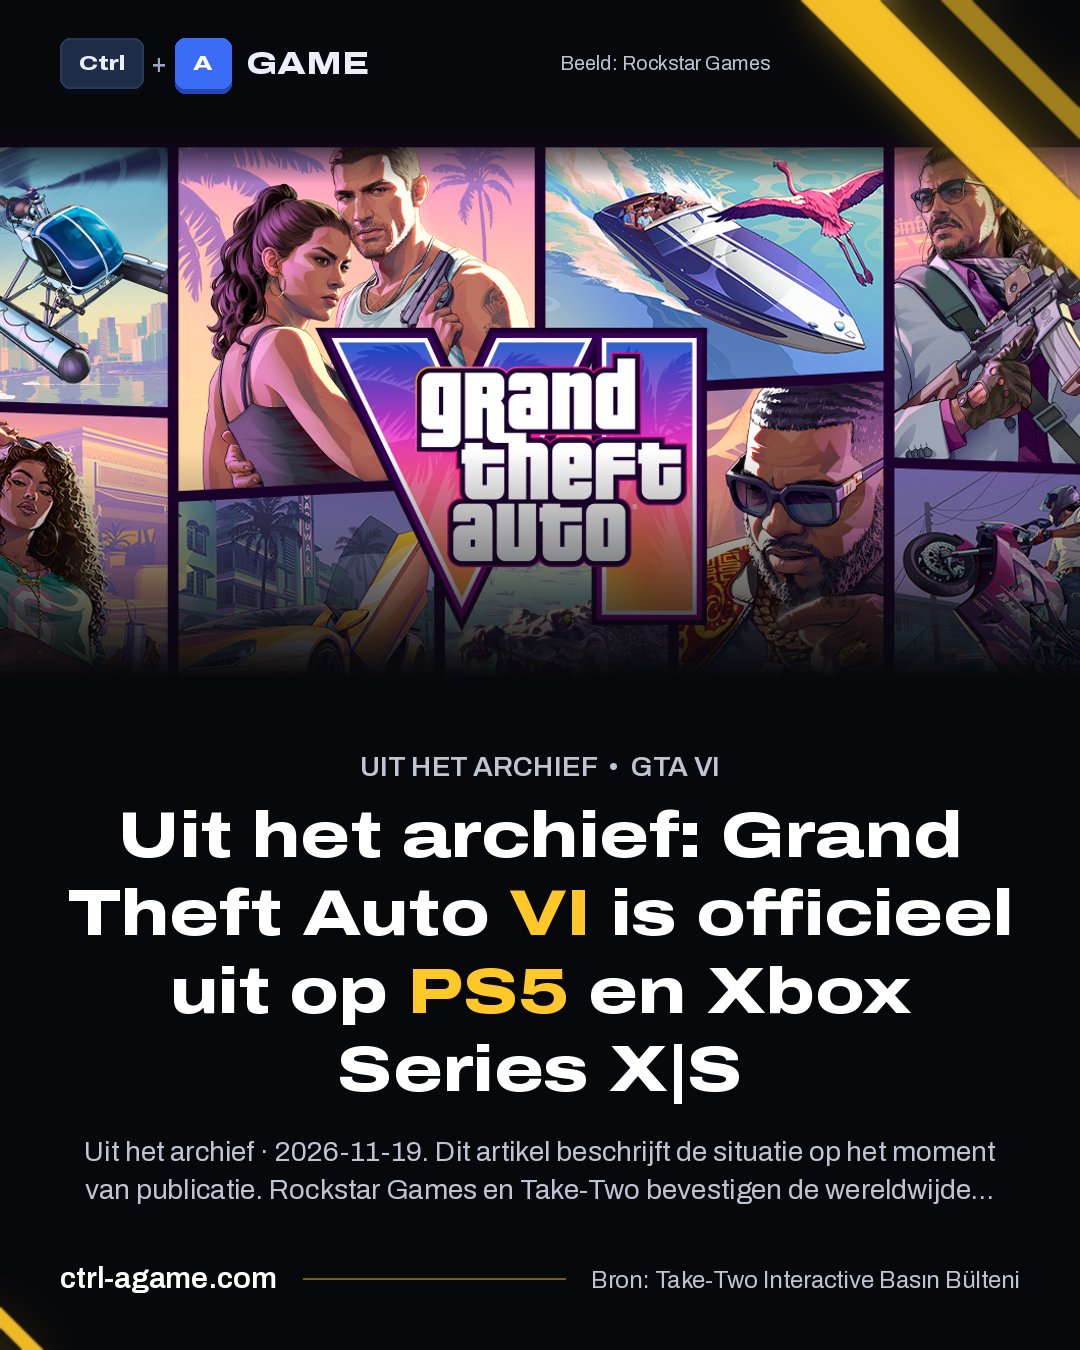 Ctrl + A GAME
Beeld: Rockstar Games
VI
grand
theft
auto
UIT HET ARCHIEF • GTA VI
Uit het archief: Grand
Theft Auto VI is officieel
uit op PS5 en Xbox
Series X|S
Uit het archief · 2026-11-19. Dit artikel beschrijft de situatie op het moment
van publicatie. Rockstar Games en Take-Two bevestigen de wereldwijde...
ctrl-agame.com
Bron: Take-Two Interactive Basın Bülteni